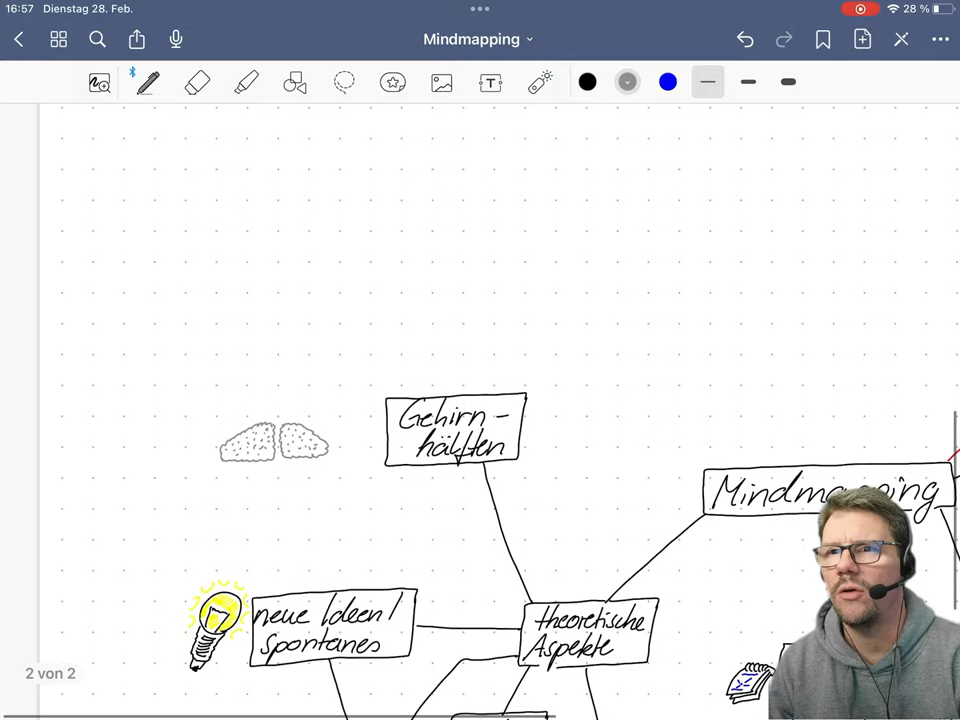 16:57 Dienstag 28. Feb.
28 %
Mindmapping
Gehirn-
hälften
Mindmapping
neue Ideen/
spontanes
theoretische
Aspekte
2 von 2